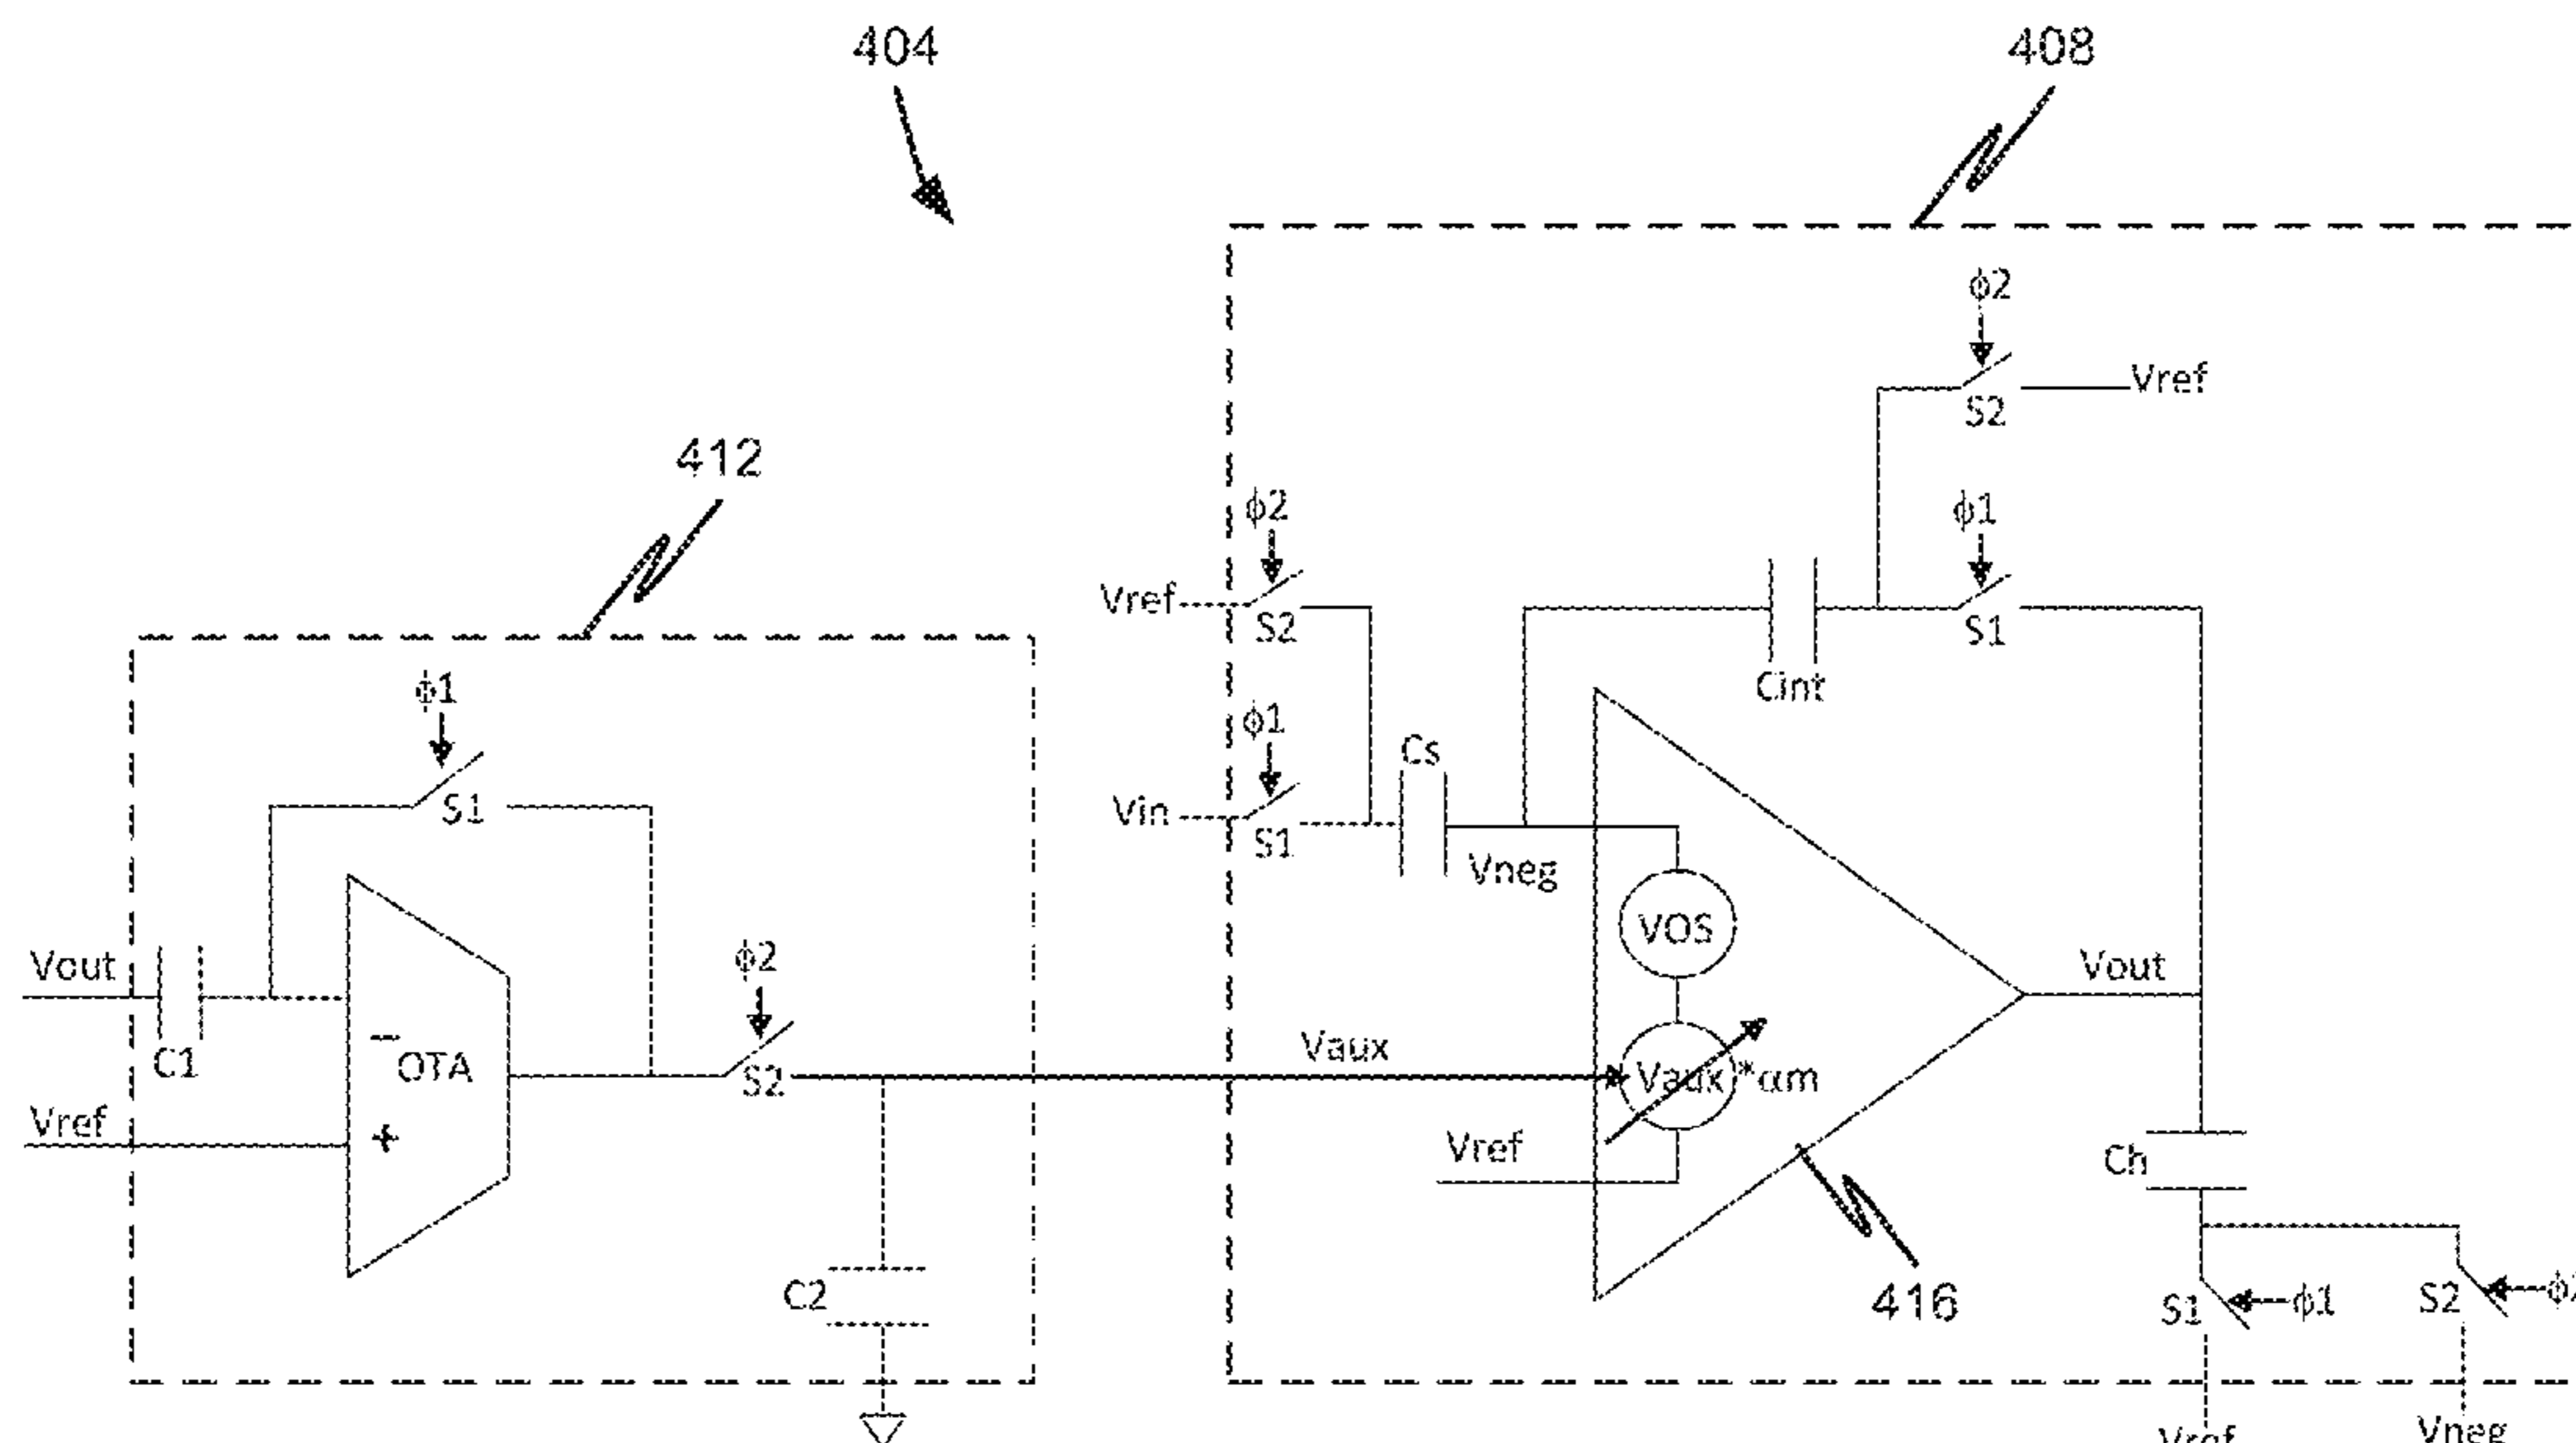 404
408
412
ϕ2
S2
Vref
ϕ2
Vref
S2
ϕ1
S1
Cint
ϕ1
Vin
S1
Cs
Vneg
ϕ1
S1
Vout
C1
OTA
−
+
Vref
ϕ2
S2
C2
Vaux
VOS
Vaux*αm
Vref
Vout
416
Ch
S1
ϕ1
S2
Vref
Vneg